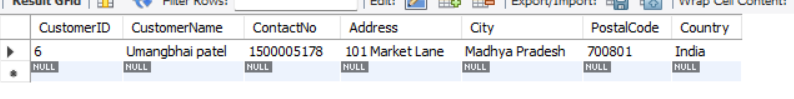 Result Grid Filter Rows: Edit: Export/Import: Wrap Cell Content:
CustomerID CustomerName ContactNo Address City PostalCode Country
6 Umangbhai patel 1500005178 101 Market Lane Madhya Pradesh 700801 India
NULL NULL NULL NULL NULL NULL NULL